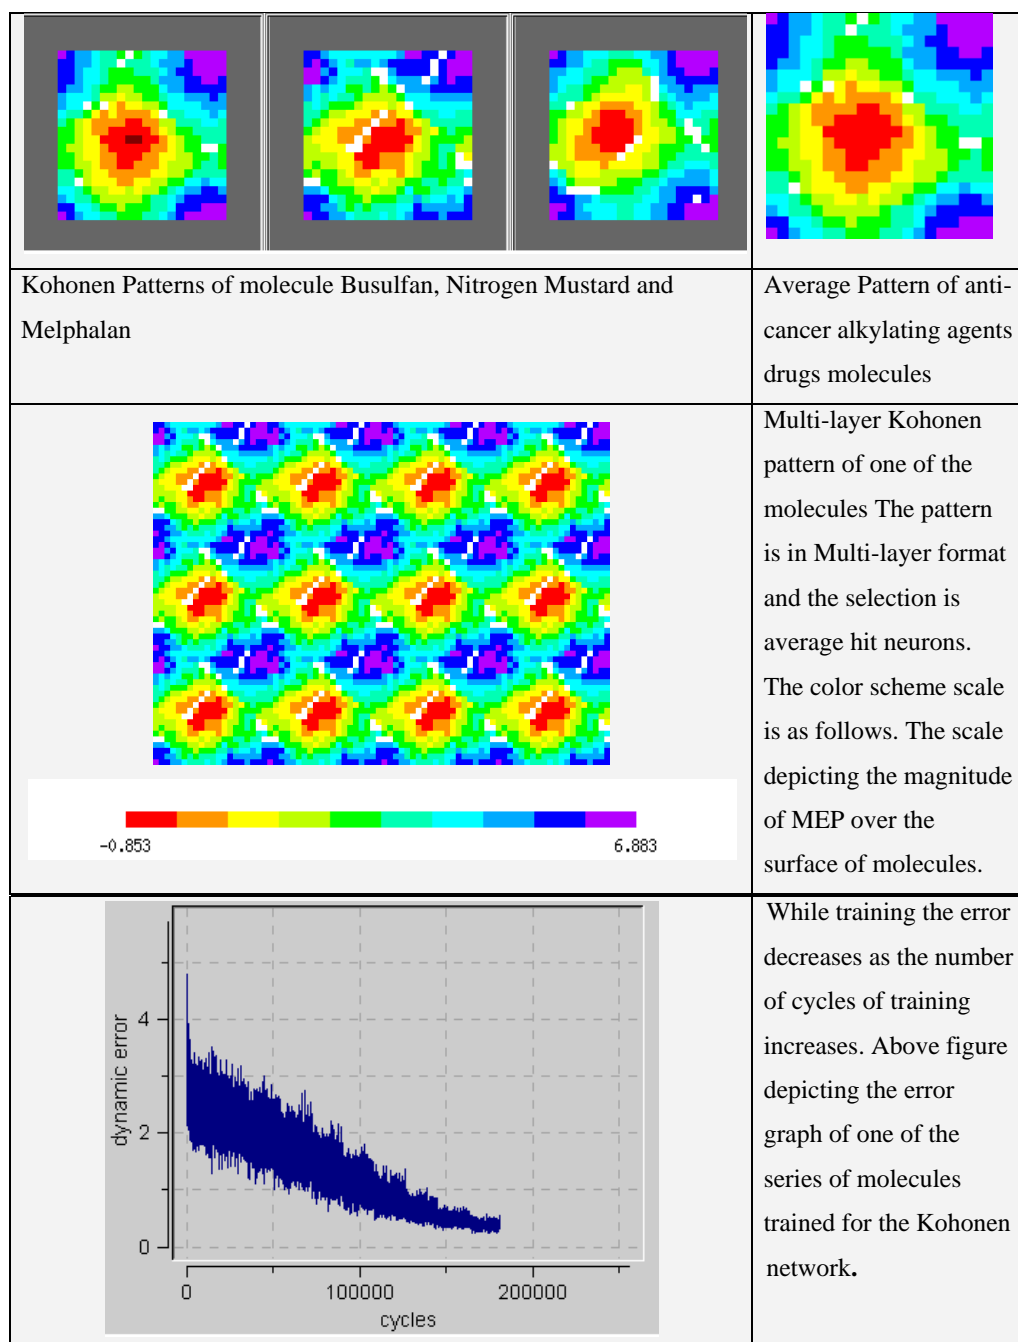 Kohonen Patterns of molecule Busulfan, Nitrogen Mustard and
Melphalan
Average Pattern of anti-
cancer alkylating agents
drugs molecules
-0.853
6.883
Multi-layer Kohonen
pattern of one of the
molecules The pattern
is in Multi-layer format
and the selection is
average hit neurons.
The color scheme scale
is as follows. The scale
depicting the magnitude
of MEP over the
surface of molecules.
dynamic error
4
2
0
0
100000
200000
cycles
While training the error
decreases as the number
of cycles of training
increases. Above figure
depicting the error
graph of one of the
series of molecules
trained for the Kohonen
network.